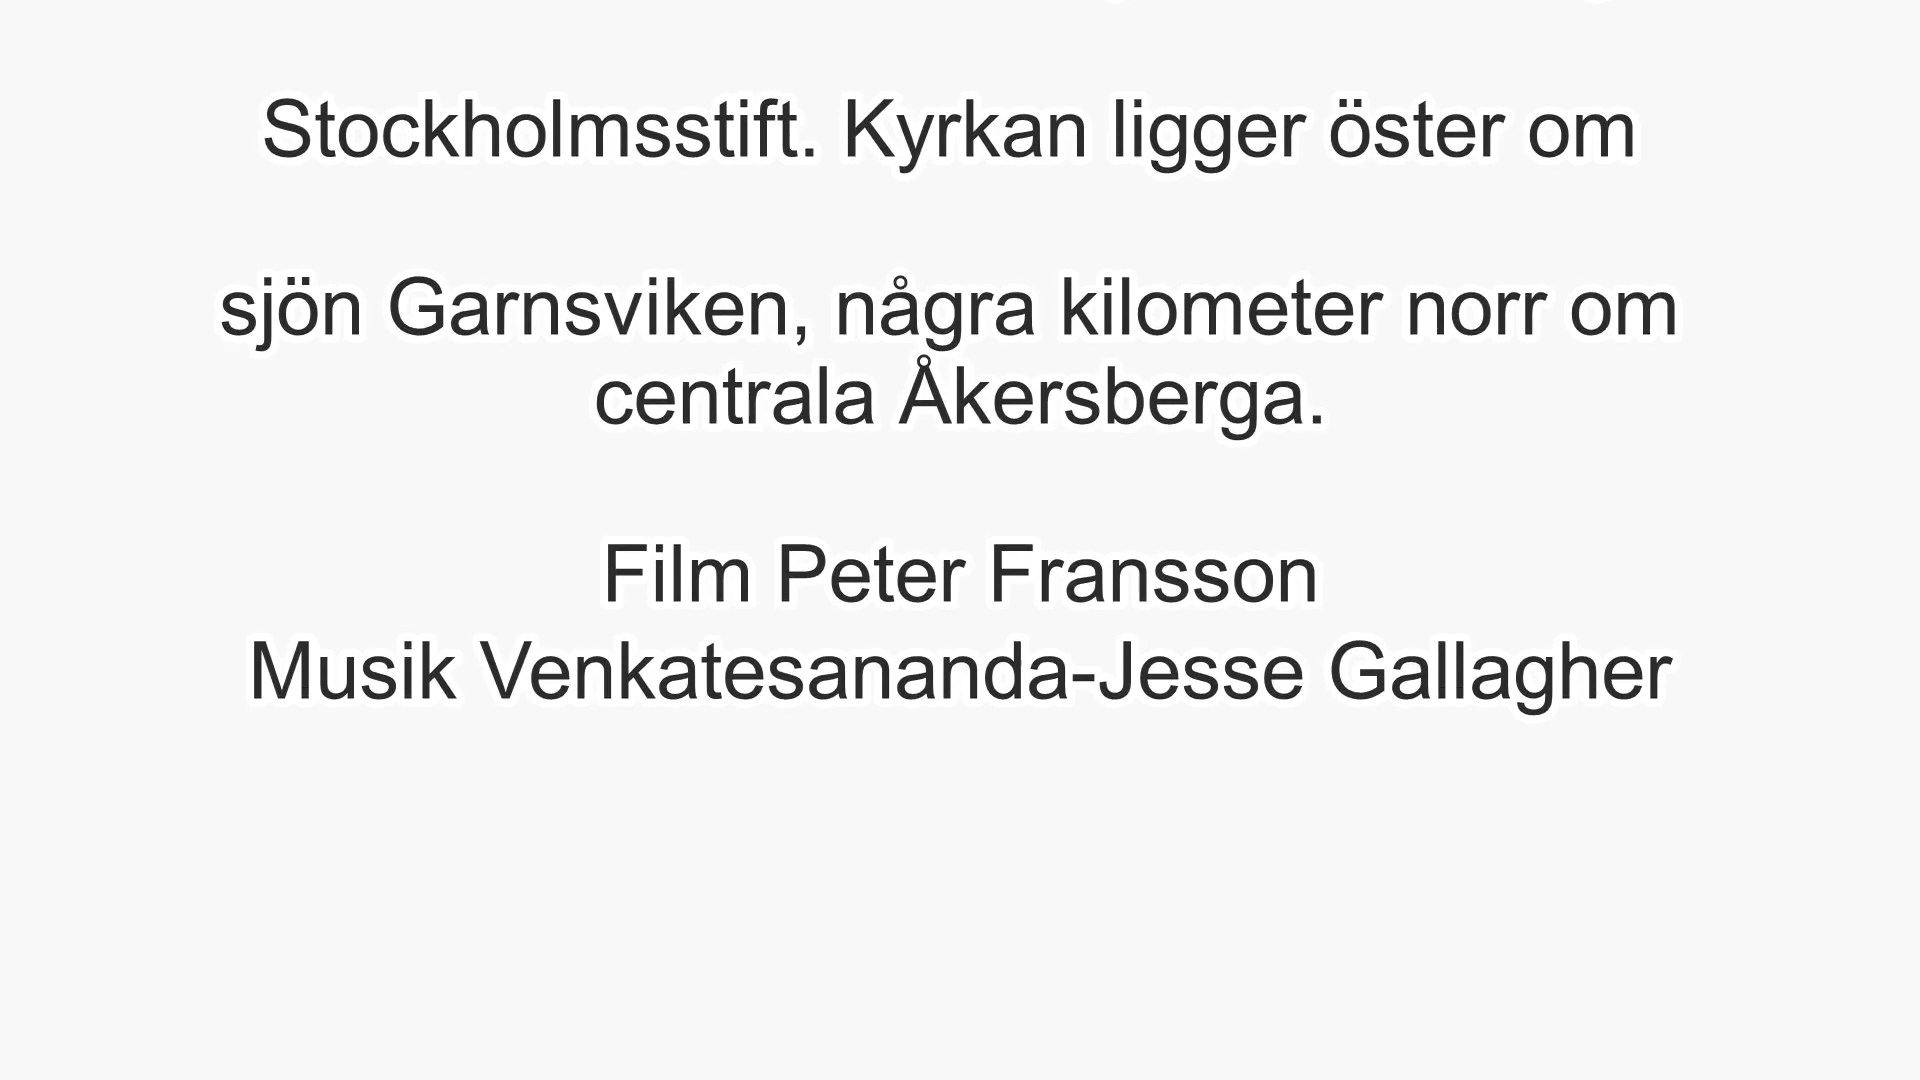 Stockholmsstift. Kyrkan ligger öster om
sjön Garnsviken, några kilometer norr om
centrala Åkersberga.
Film Peter Fransson
Musik Venkatesananda-Jesse Gallagher